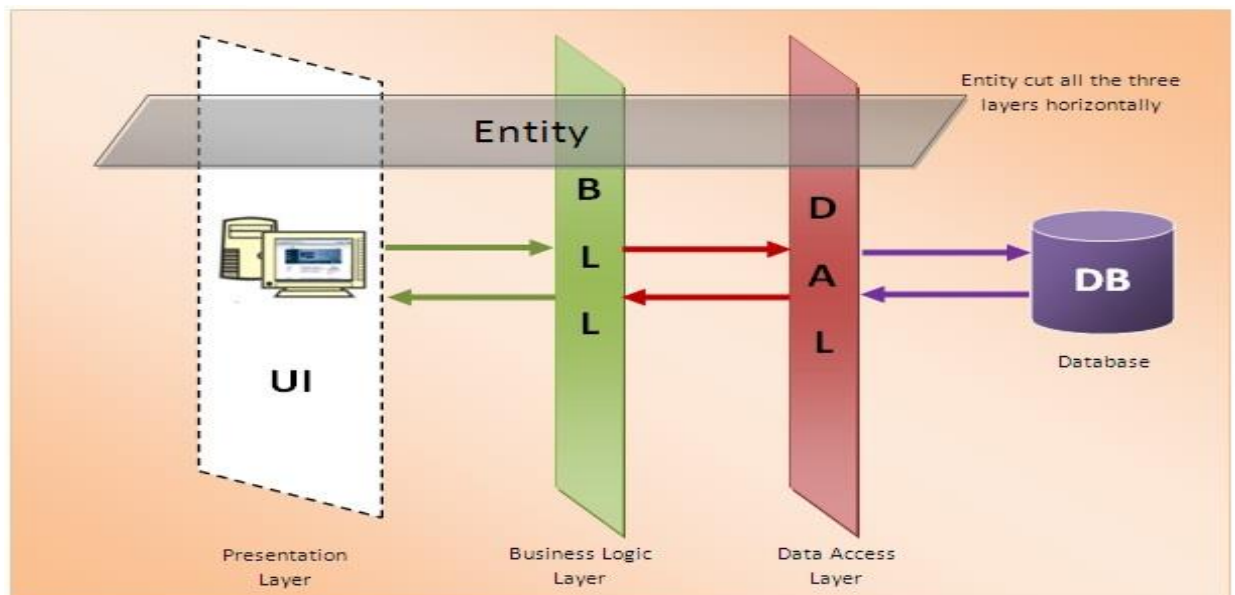 Entity cut all the three
layers horizontally
Entity
B
L
L
D
A
L
DB
UI
Database
Presentation
Layer
Business Logic
Layer
Data Access
Layer